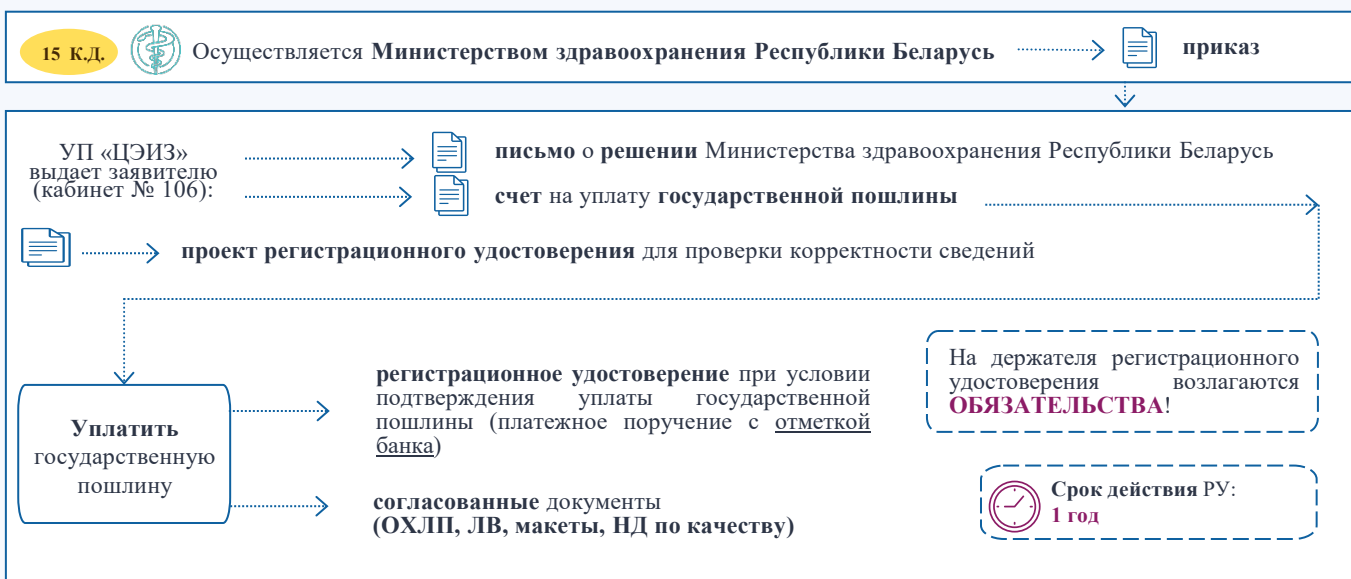 15 К.Д.
Осуществляется Министерством здравоохранения Республики Беларусь
приказ
УП «ЦЭИЗ»
выдает заявителю
(кабинет № 106):
письмо о решении Министерства здравоохранения Республики Беларусь
счет на уплату государственной пошлины
проект регистрационного удостоверения для проверки корректности сведений
Уплатить
государственную
пошлину
регистрационное удостоверение при условии
подтверждения уплаты государственной
пошлины (платежное поручение с отметкой
банка)
согласованные документы
(ОХЛП, ЛВ, макеты, НД по качеству)
На держателя регистрационного
удостоверения возлагаются
ОБЯЗАТЕЛЬСТВА!
Срок действия РУ:
1 год